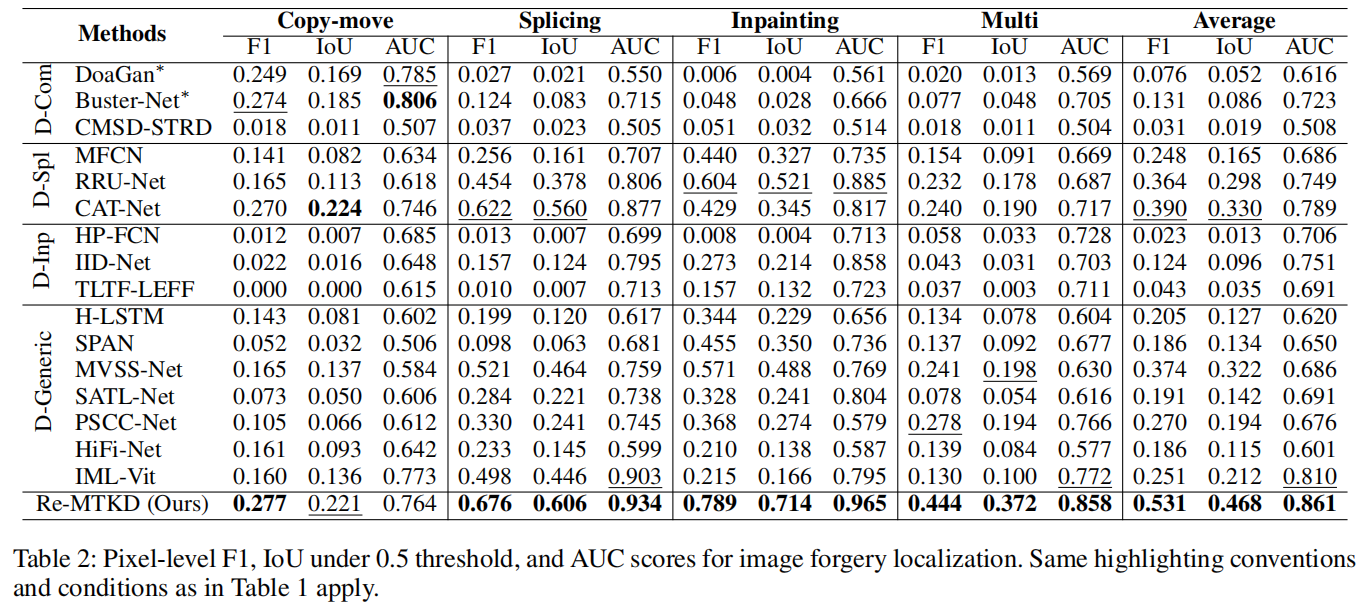 Methods Copy-move Splicing Inpainting Multi Average
F1 IoU AUC F1 IoU AUC F1 IoU AUC F1 IoU AUC F1 IoU AUC
D-Com
DoaGan* 0.249 0.169 0.785 0.027 0.021 0.550 0.006 0.004 0.561 0.020 0.013 0.569 0.076 0.052 0.616
Buster-Net* 0.274 0.185 0.806 0.124 0.083 0.715 0.048 0.028 0.666 0.077 0.048 0.705 0.131 0.086 0.723
CMSD-STRD 0.018 0.011 0.507 0.037 0.023 0.505 0.051 0.032 0.514 0.018 0.011 0.504 0.031 0.019 0.508
D-Spl
MFCN 0.141 0.082 0.634 0.256 0.161 0.707 0.440 0.327 0.735 0.154 0.091 0.669 0.248 0.165 0.686
RRU-Net 0.165 0.113 0.618 0.454 0.378 0.806 0.604 0.521 0.885 0.232 0.178 0.687 0.364 0.298 0.749
CAT-Net 0.270 0.224 0.746 0.622 0.560 0.877 0.429 0.345 0.817 0.240 0.190 0.717 0.390 0.330 0.789
D-Inp
HP-FCN 0.012 0.007 0.685 0.013 0.007 0.699 0.008 0.004 0.713 0.058 0.033 0.728 0.023 0.013 0.706
IID-Net 0.022 0.016 0.648 0.157 0.124 0.795 0.273 0.214 0.858 0.043 0.031 0.703 0.124 0.096 0.751
TLTF-LEFF 0.000 0.000 0.615 0.010 0.007 0.713 0.157 0.132 0.723 0.037 0.003 0.711 0.043 0.035 0.691
D-Generic
H-LSTM 0.143 0.081 0.602 0.199 0.120 0.617 0.344 0.229 0.656 0.134 0.078 0.604 0.205 0.127 0.620
SPAN 0.052 0.032 0.506 0.098 0.063 0.681 0.455 0.350 0.736 0.137 0.092 0.677 0.186 0.134 0.650
MVSS-Net 0.165 0.137 0.584 0.521 0.464 0.759 0.571 0.488 0.769 0.241 0.198 0.630 0.374 0.322 0.686
SATL-Net 0.073 0.050 0.606 0.284 0.221 0.738 0.328 0.241 0.804 0.078 0.054 0.616 0.191 0.142 0.691
PSCC-Net 0.105 0.066 0.612 0.330 0.241 0.745 0.368 0.274 0.579 0.278 0.194 0.766 0.270 0.194 0.676
HiFi-Net 0.161 0.093 0.642 0.233 0.145 0.599 0.210 0.138 0.587 0.139 0.084 0.577 0.186 0.115 0.601
IML-Vit 0.160 0.136 0.773 0.498 0.446 0.903 0.215 0.166 0.795 0.130 0.100 0.772 0.251 0.212 0.810
Re-MTKD (Ours) 0.277 0.221 0.764 0.676 0.606 0.934 0.789 0.714 0.965 0.444 0.372 0.858 0.531 0.468 0.861
Table 2: Pixel-level F1, IoU under 0.5 threshold, and AUC scores for image forgery localization. Same highlighting conventions
and conditions as in Table 1 apply.